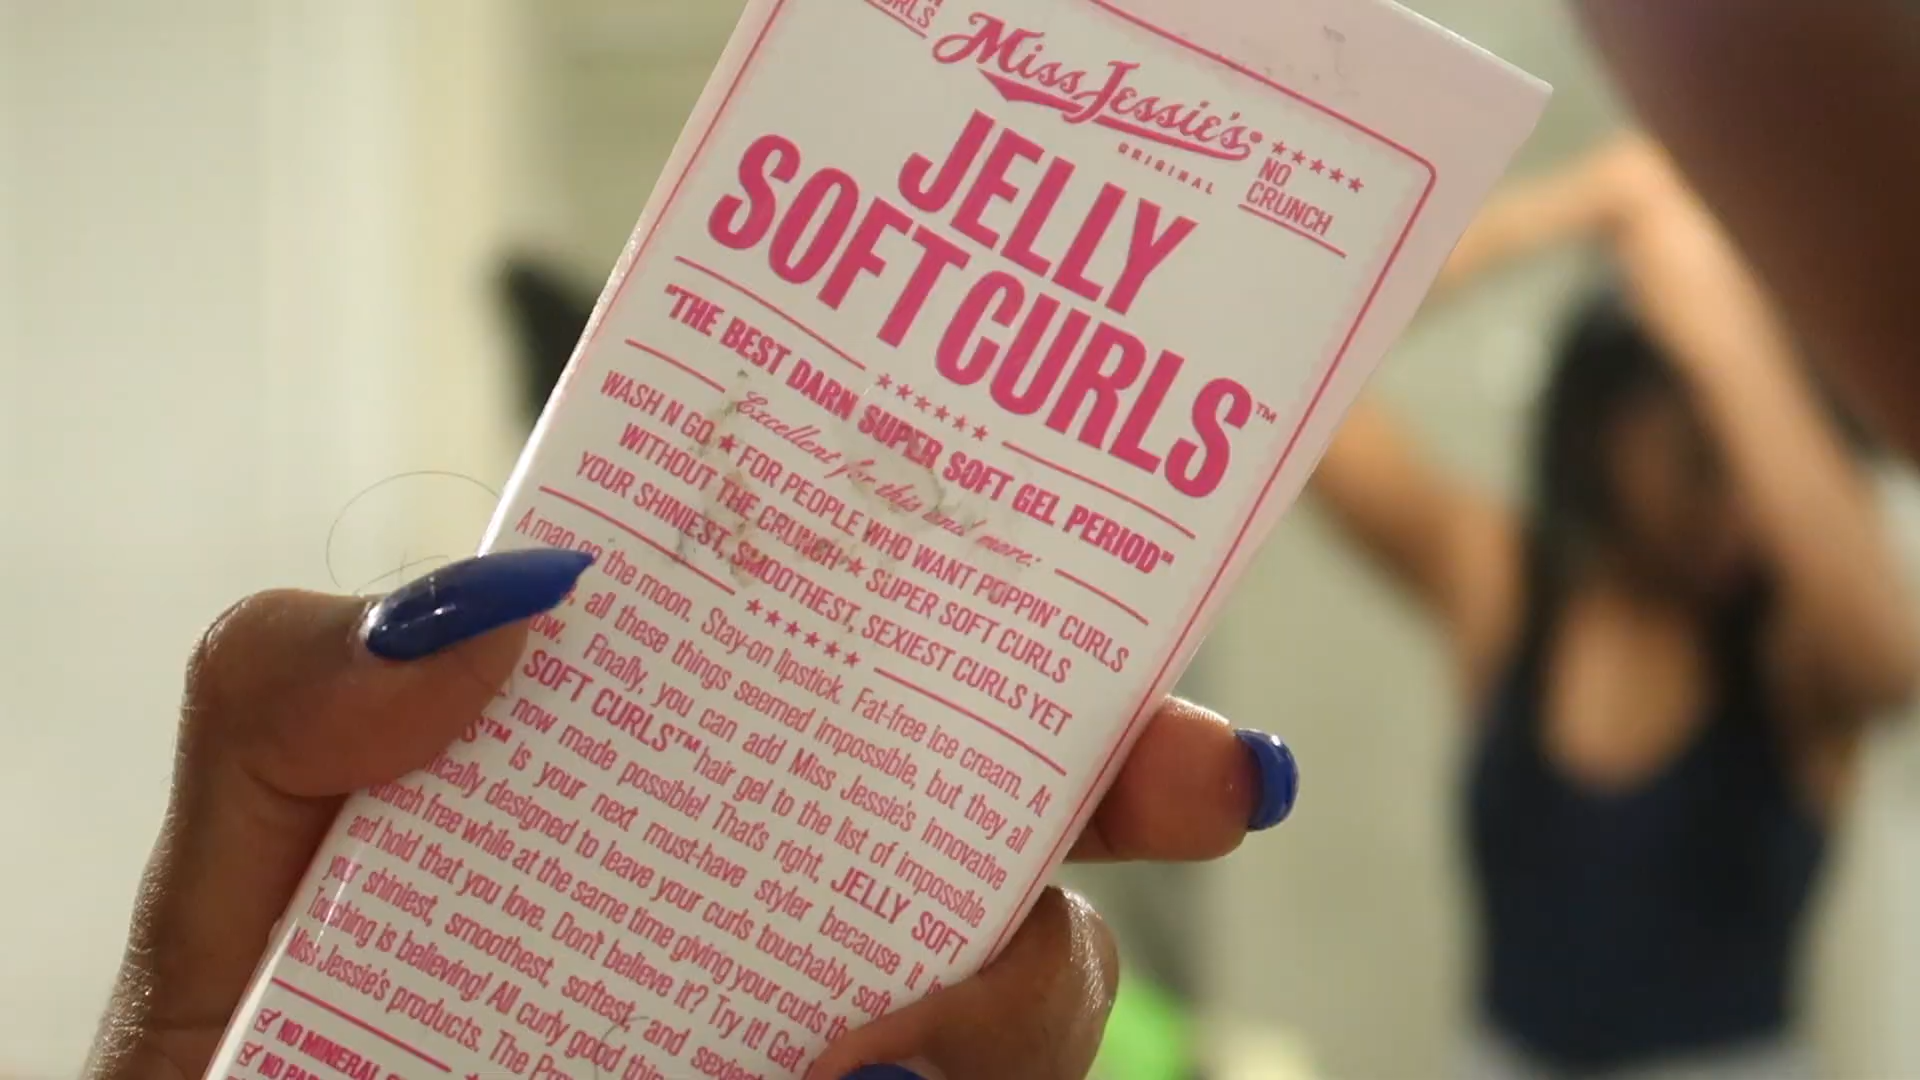 Miss Jessie's
ORIGINAL
NO
CRUNCH
JELLY
SOFT CURLS™
"THE BEST DARN SUPER SOFT GEL PERIOD"
Excellent for this and more:
WASH N GO ★ FOR PEOPLE WHO WANT POPPIN' CURLS
WITHOUT THE CRUNCH ★ SUPER SOFT CURLS
YOUR SHINIEST, SMOOTHEST, SEXIEST CURLS YET
A man on the moon. Stay-on lipstick. Fat-free ice cream. At
all these things seemed impossible, but they all
Finally, you can add Miss Jessie's innovative
SOFT CURLS™ hair gel to the list of impossible
now made possible! That's right, JELLY SOFT
is your next must-have styler because it is
designed to leave your curls touchably soft
free while at the same time giving your curls
and hold that you love. Don't believe it? Try it! Get
your shiniest, smoothest, softest, and
Touching is believing! All curly good
Miss Jessie's products. The
NO MINERAL